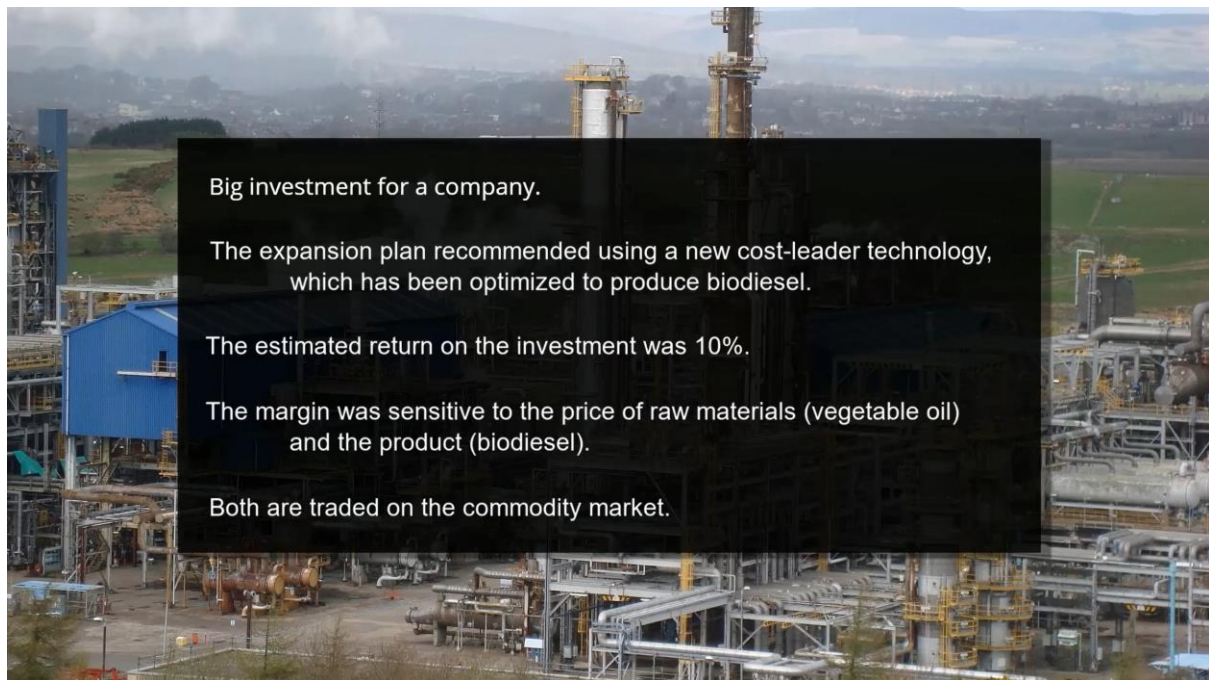 Big investment for a company.
The expansion plan recommended using a new cost-leader technology,
which has been optimized to produce biodiesel.
The estimated return on the investment was 10%.
The margin was sensitive to the price of raw materials (vegetable oil)
and the product (biodiesel).
Both are traded on the commodity market.